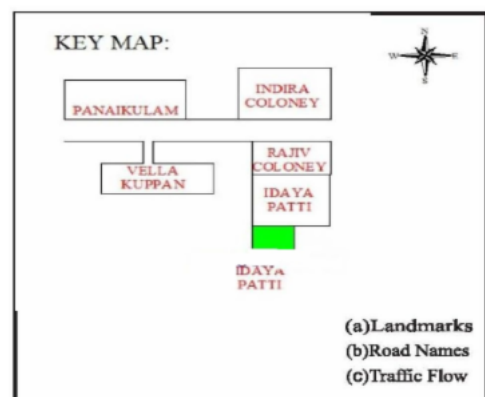 KEY MAP:
N
W
E
S
PANAIKULAM
INDIRA
COLONEY
VELLA
KUPPAN
RAJIV
COLONEY
IDAYA
PATTI
IDAYA
PATTI
(a)Landmarks
(b)Road Names
(c)Traffic Flow